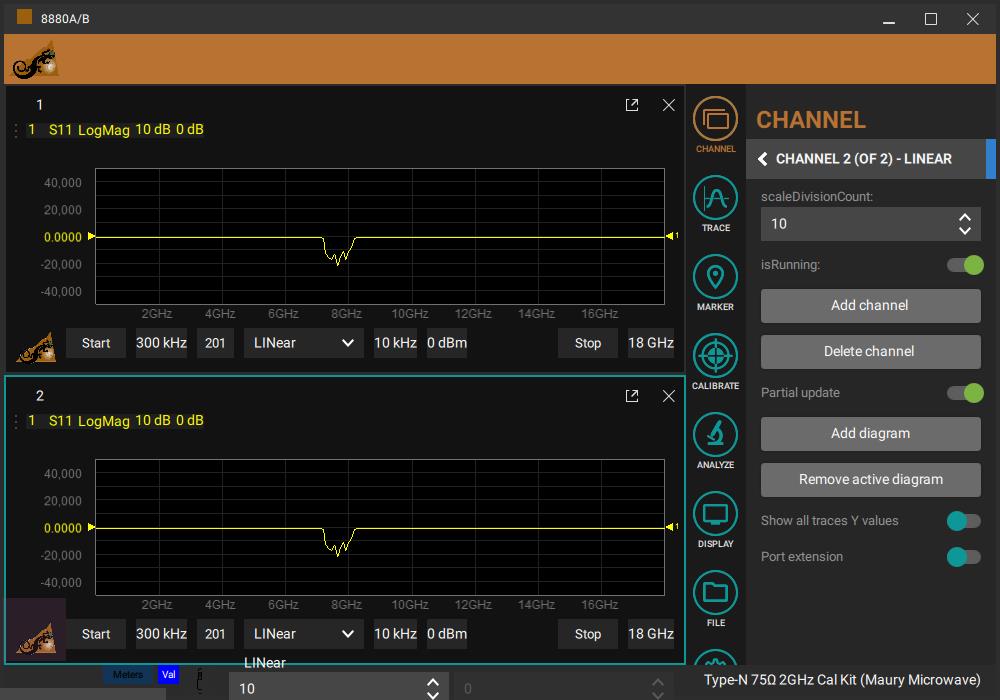 8880A/B
1
1 S11 LogMag 10 dB 0 dB
40,000
20,000
0.0000
1
-20,000
-40,000
2GHz 4GHz 6GHz 8GHz 10GHz 12GHz 14GHz 16GHz
Start 300 kHz 201 LINear 10 kHz 0 dBm Stop 18 GHz
2
1 S11 LogMag 10 dB 0 dB
40,000
20,000
0.0000
1
-20,000
-40,000
2GHz 4GHz 6GHz 8GHz 10GHz 12GHz 14GHz 16GHz
Start 300 kHz 201 LINear 10 kHz 0 dBm Stop 18 GHz
LINear
Meters Val
10 0
CHANNEL
TRACE
MARKER
CALIBRATE
ANALYZE
DISPLAY
FILE
CHANNEL
CHANNEL 2 (OF 2) - LINEAR
scaleDivisionCount:
10
isRunning:
Add channel
Delete channel
Partial update
Add diagram
Remove active diagram
Show all traces Y values
Port extension
Type-N 75Ω 2GHz Cal Kit (Maury Microwave)